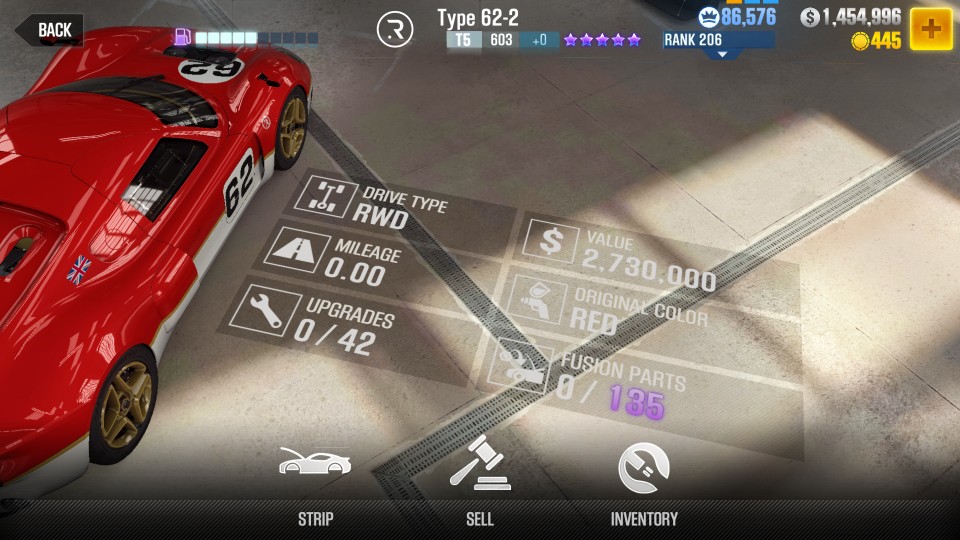 BACK
R
Type 62-2
T5 603 +0
86,576
RANK 206
1,454,996
445
62
62
DRIVE TYPE
RWD
MILEAGE
0.00
UPGRADES
0 / 42
VALUE
2,730,000
ORIGINAL COLOR
RED
FUSION PARTS
0 / 135
STRIP
SELL
INVENTORY